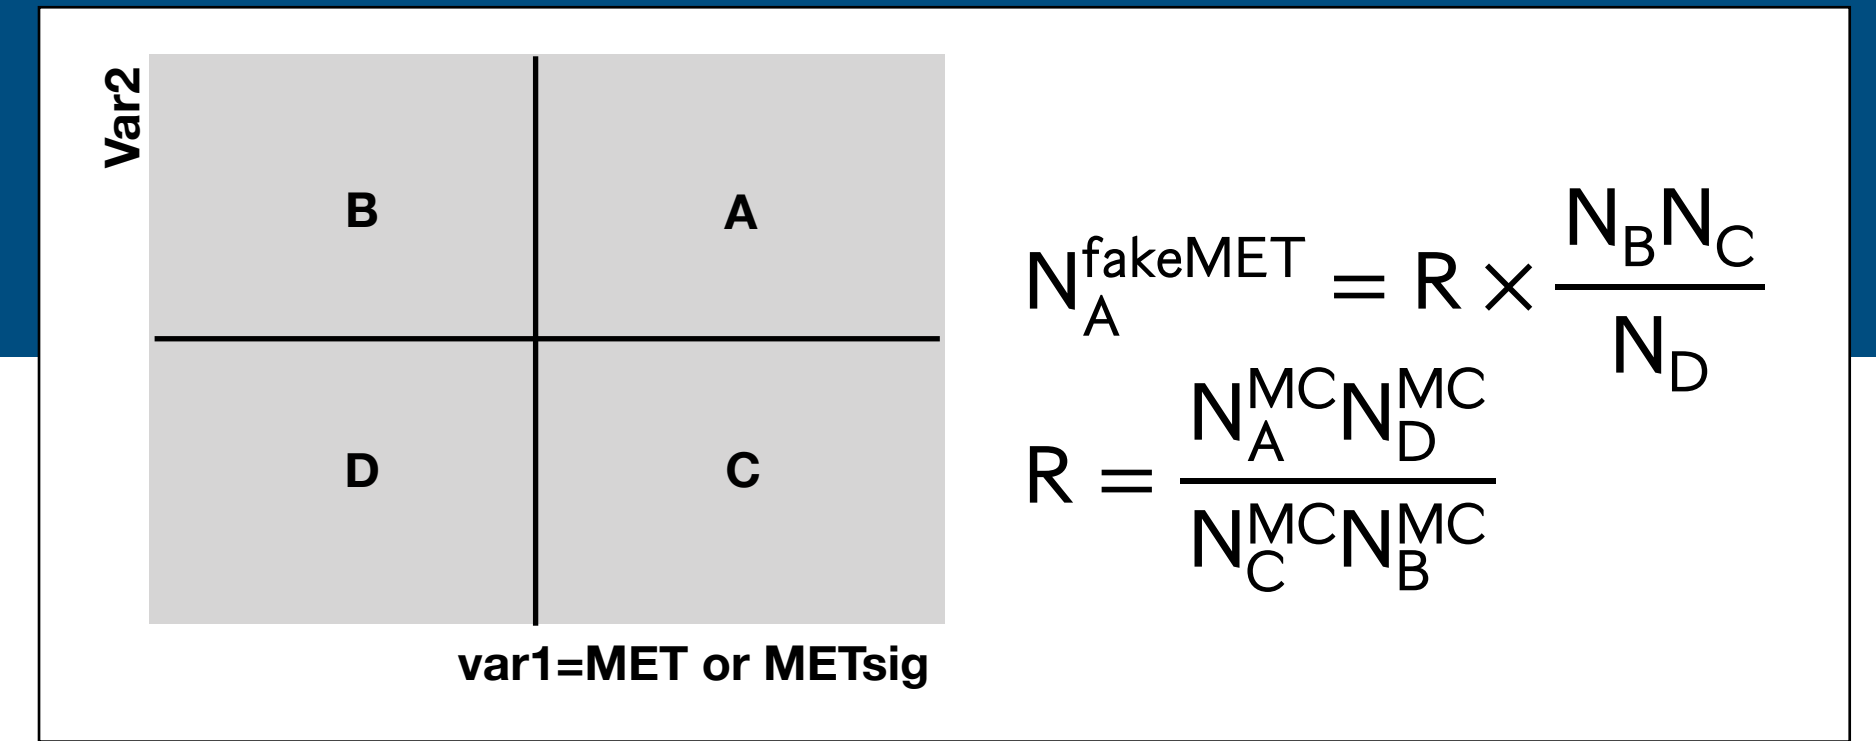 Var2
B
A
D
C
var1=MET or METsig
N_A^fakeMET = R × N_B N_C / N_D
R = N_A^MC N_D^MC / N_C^MC N_B^MC